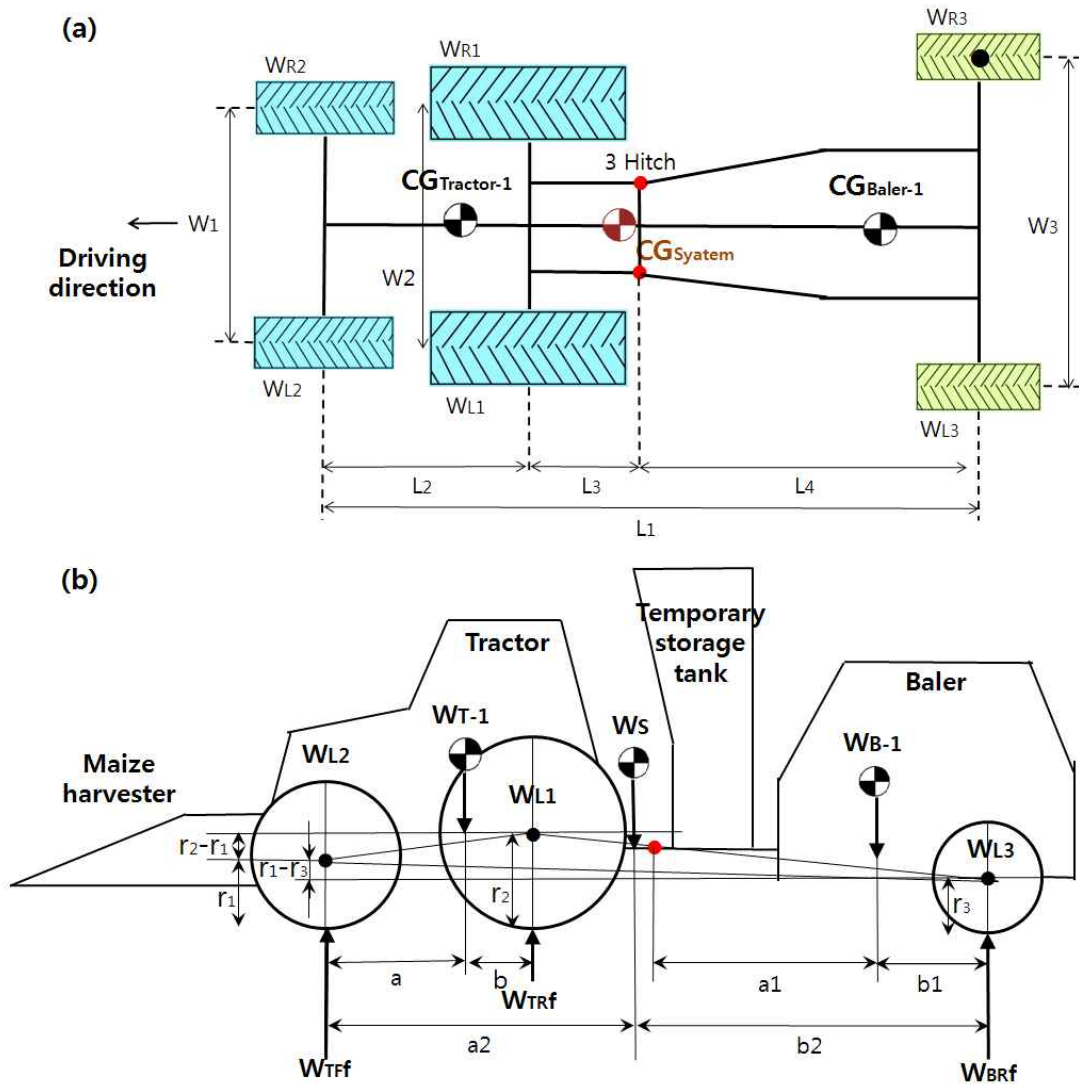 (a)
WR2
WR1
WR3
3 Hitch
CGTractor-1
CGBaler-1
W1
W3
Driving
direction
CGSyatem
W2
WL2
WL1
WL3
L2
L3
L4
L1
(b)
Temporary
storage
tank
Tractor
Baler
WT-1
WS
WB-1
WL2
Maize
harvester
WL1
WL3
r2-r1
r1-r3
r1
r2
r3
a
b
a1
b1
WTRf
a2
b2
WTFf
WBRf